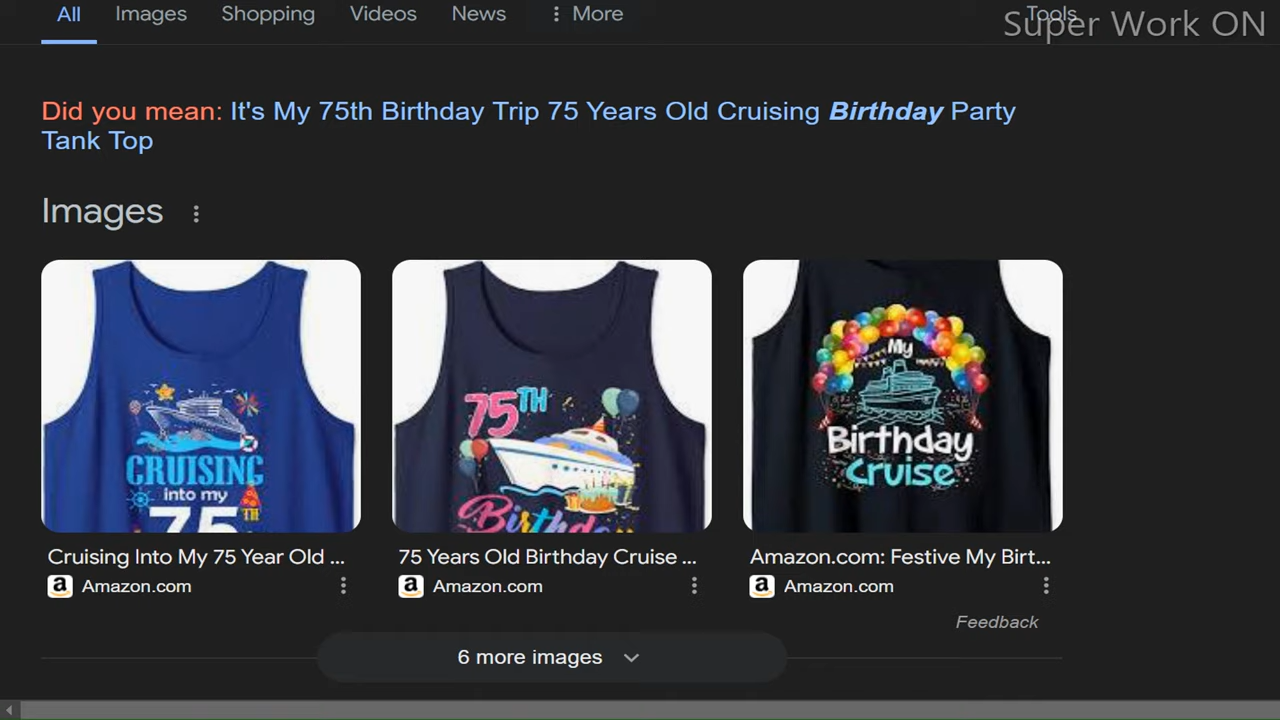 All Images Shopping Videos News More Tools
Super Work ON
Did you mean: It's My 75th Birthday Trip 75 Years Old Cruising Birthday Party
Tank Top
Images
CRUISING
into my
75
TH
75TH
Birthday
My
Birthday
Cruise
Cruising Into My 75 Year Old ...
Amazon.com
75 Years Old Birthday Cruise ...
Amazon.com
Amazon.com: Festive My Birt...
Amazon.com
Feedback
6 more images